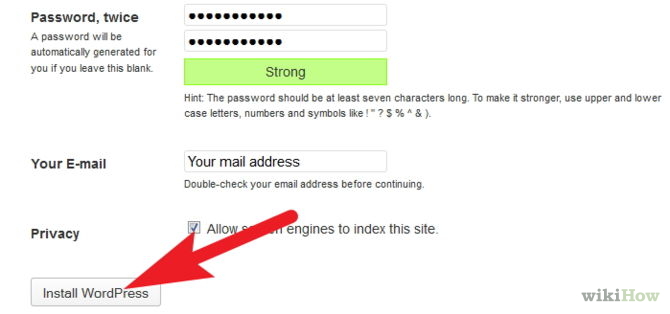 Password, twice
A password will be
automatically generated for
you if you leave this blank.
●●●●●●●●●●●
●●●●●●●●●●●
Strong
Hint: The password should be at least seven characters long. To make it stronger, use upper and lower
case letters, numbers and symbols like ! " ? $ % ^ & ).
Your E-mail
Your mail address
Double-check your email address before continuing.
Privacy
Allow engines to index this site.
Install WordPress
wikiHow